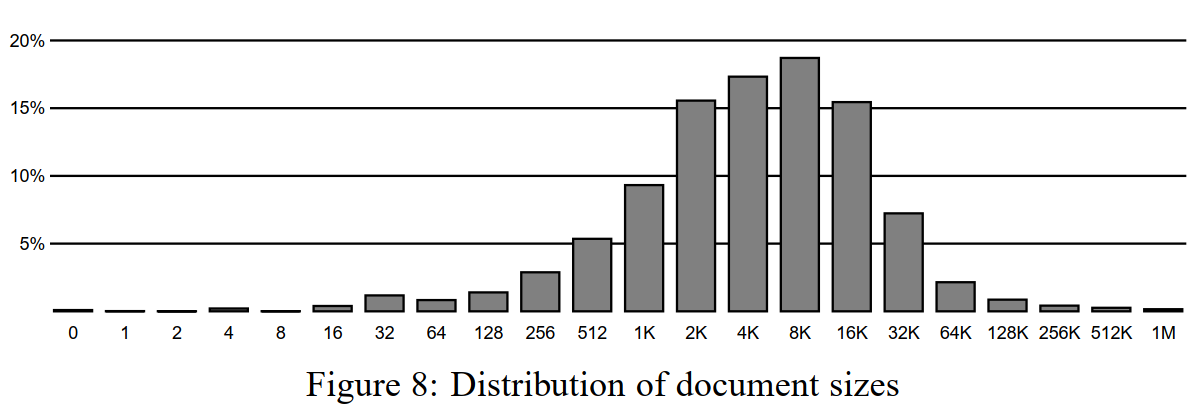 20%
15%
10%
5%
0 1 2 4 8 16 32 64 128 256 512 1K 2K 4K 8K 16K 32K 64K 128K 256K 512K 1M
Figure 8: Distribution of document sizes